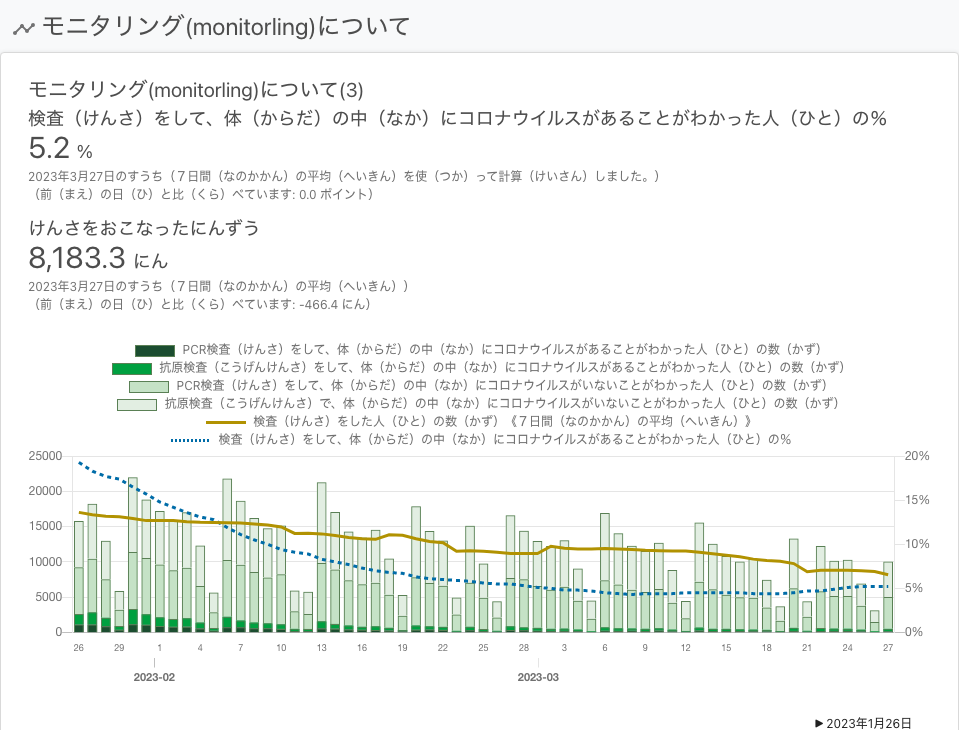 モニタリング(monitorling)について
モニタリング(monitorling)について(3)
検査（けんさ）をして、体（からだ）の中（なか）にコロナウイルスがあることがわかった人（ひと）の％
5.2 %
2023年3月27日のすうち（７日間（なのかかん）の平均（へいきん）を使（つか）って計算（けいさん）しました。）
（前（まえ）の日（ひ）と比（くら）べています: 0.0 ポイント）
けんさをおこなったにんずう
8,183.3 にん
2023年3月27日のすうち（７日間（なのかかん）の平均（へいきん））
（前（まえ）の日（ひ）と比（くら）べています: -466.4 にん）
PCR検査（けんさ）をして、体（からだ）の中（なか）にコロナウイルスがあることがわかった人（ひと）の数（かず）
抗原検査（こうげんけんさ）をして、体（からだ）の中（なか）にコロナウイルスがあることがわかった人（ひと）の数（かず）
PCR検査（けんさ）をして、体（からだ）の中（なか）にコロナウイルスがいないことがわかった人（ひと）の数（かず）
抗原検査（こうげんけんさ）で、体（からだ）の中（なか）にコロナウイルスがいないことがわかった人（ひと）の数（かず）
検査（けんさ）をした人（ひと）の数（かず）《７日間（なのかかん）の平均（へいきん）》
検査（けんさ）をして、体（からだ）の中（なか）にコロナウイルスがあることがわかった人（ひと）の％
25000 20%
20000
15%
15000
10%
10000
5%
5000
0 0%
26 29 1 4 7 10 13 16 19 22 25 28 3 6 9 12 15 18 21 24 27
2023-02 2023-03
▶ 2023年1月26日